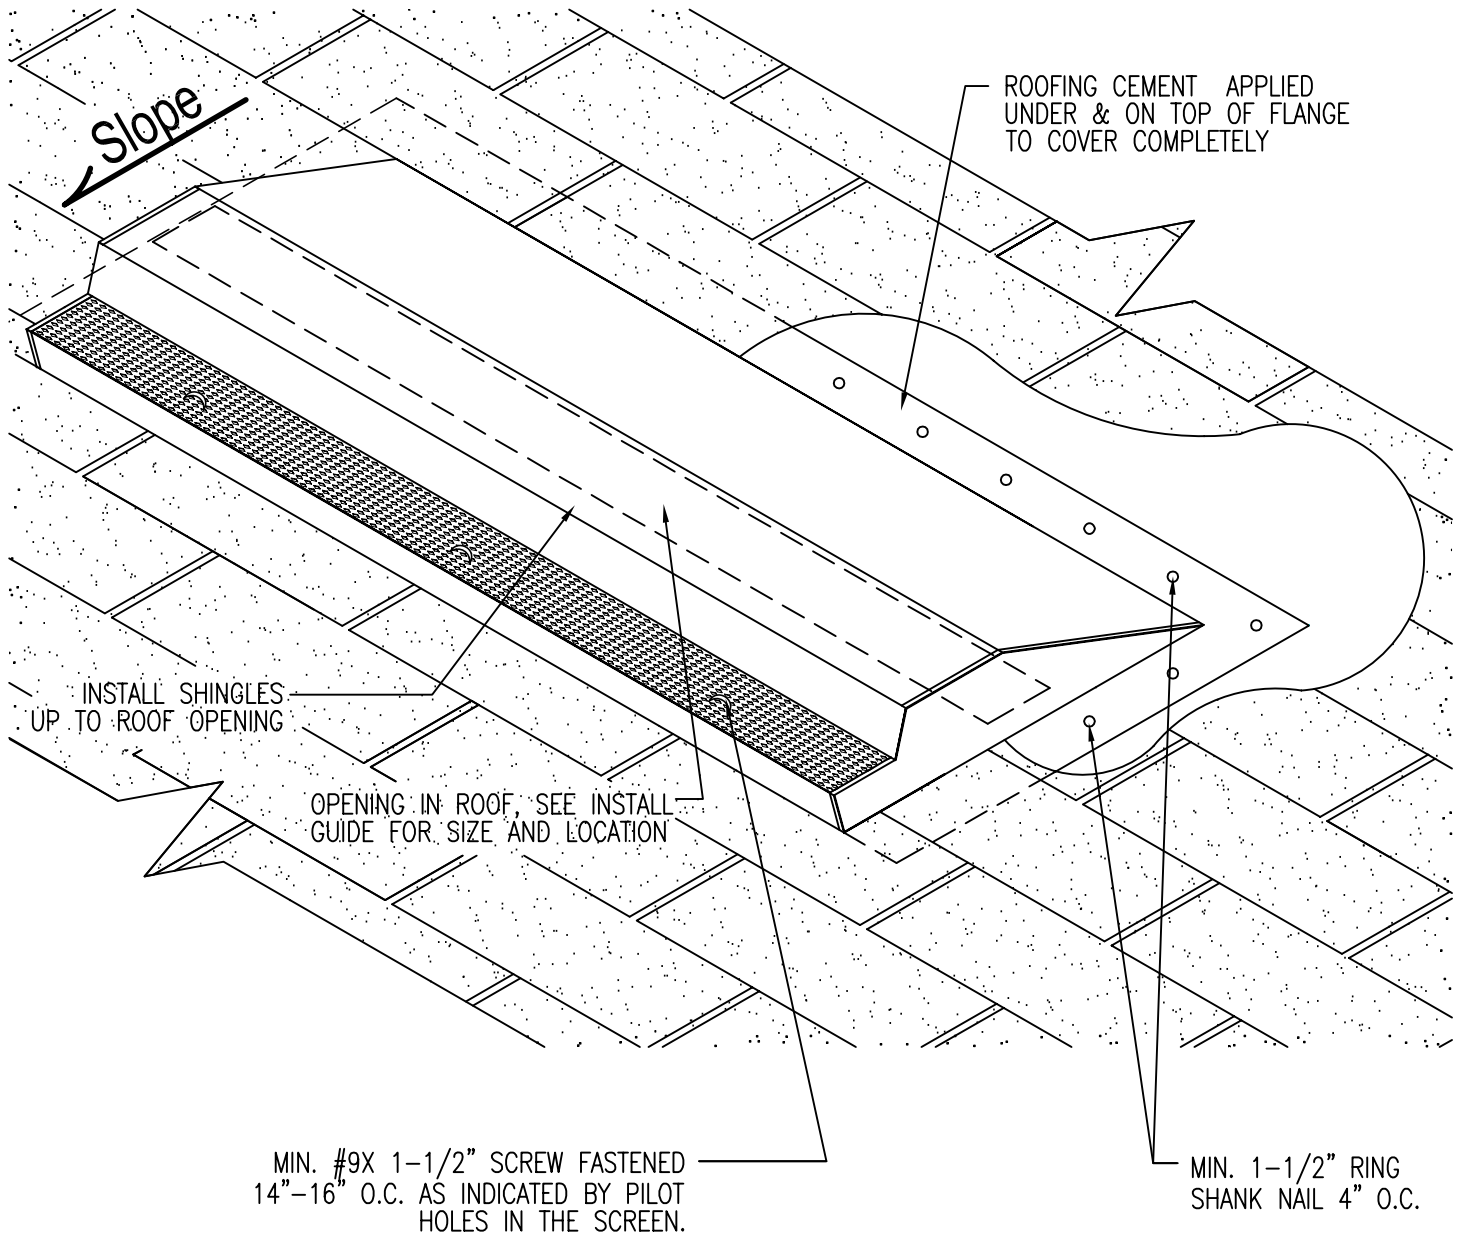 Slope
ROOFING CEMENT APPLIED
UNDER & ON TOP OF FLANGE
TO COVER COMPLETELY
INSTALL SHINGLES
UP TO ROOF OPENING
OPENING IN ROOF, SEE INSTALL
GUIDE FOR SIZE AND LOCATION
MIN. #9X 1-1/2" SCREW FASTENED
14"-16" O.C. AS INDICATED BY PILOT
HOLES IN THE SCREEN.
MIN. 1-1/2" RING
SHANK NAIL 4" O.C.